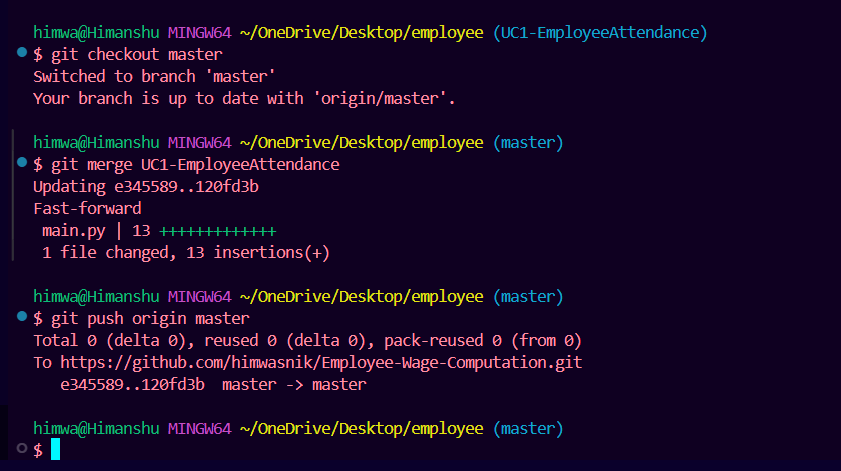 himwa@Himanshu MINGW64 ~/OneDrive/Desktop/employee (UC1-EmployeeAttendance)
$ git checkout master
Switched to branch 'master'
Your branch is up to date with 'origin/master'.
himwa@Himanshu MINGW64 ~/OneDrive/Desktop/employee (master)
$ git merge UC1-EmployeeAttendance
Updating e345589..120fd3b
Fast-forward
main.py | 13 +++++++++++++
1 file changed, 13 insertions(+)
himwa@Himanshu MINGW64 ~/OneDrive/Desktop/employee (master)
$ git push origin master
Total 0 (delta 0), reused 0 (delta 0), pack-reused 0 (from 0)
To https://github.com/himwasnik/Employee-Wage-Computation.git
e345589..120fd3b  master -> master
himwa@Himanshu MINGW64 ~/OneDrive/Desktop/employee (master)
$